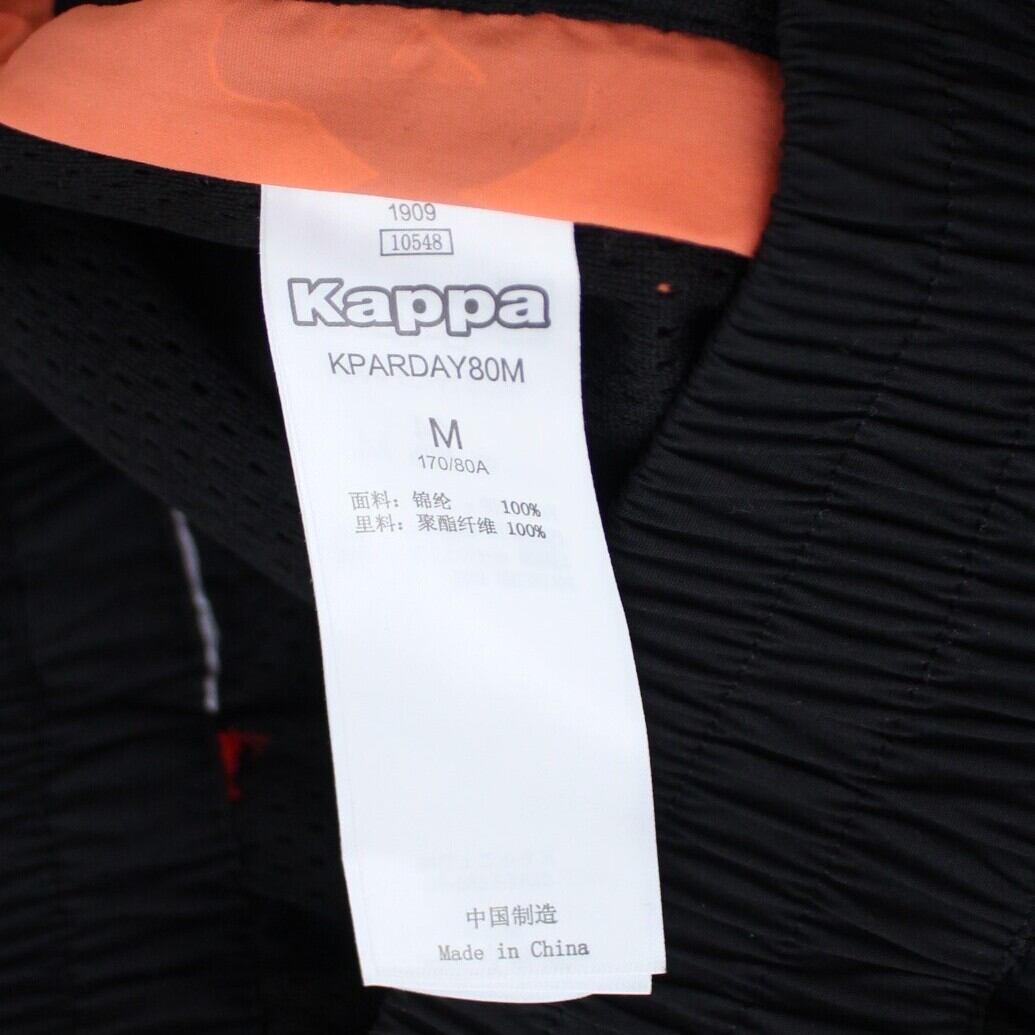 1909
10548
Kappa
KPARDAY80M
M
170/80A
面料: 锦纶 100%
里料: 聚酯纤维 100%
中国制造
Made in China